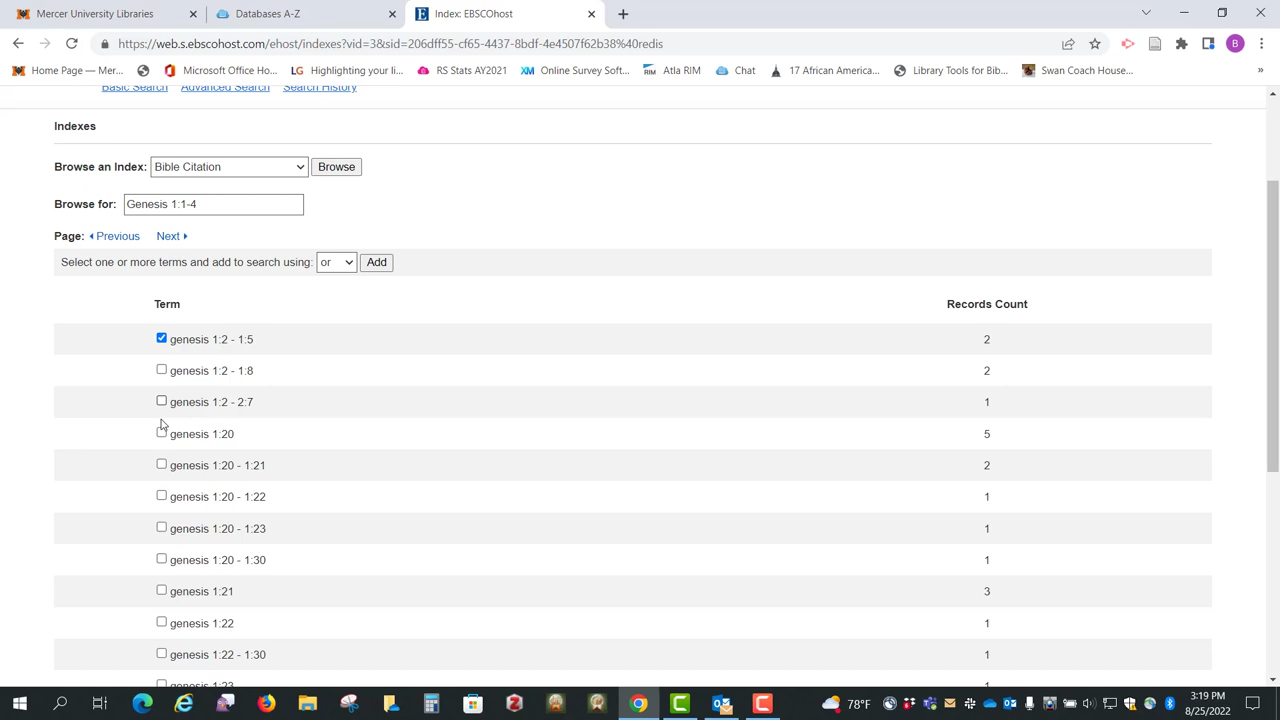 Mercer University Libraries
Databases A-Z
Index: EBSCOhost
https://web.s.ebscohost.com/ehost/indexes?vid=3&sid=206dff55-cf65-4437-8bdf-4e4507f62b38%40redis
B
Home Page — Mer...
Microsoft Office Ho...
LG Highlighting your li...
RS Stats AY2021
XM Online Survey Soft...
RIM Atla RIM
Chat
17 African America...
Library Tools for Bib...
Swan Coach House...
»
Basic Search Advanced Search Search History
Indexes
Browse an Index: Bible Citation Browse
Browse for: Genesis 1:1-4
Page: Previous Next
Select one or more terms and add to search using: or Add
Term Records Count
genesis 1:2 - 1:5 2
genesis 1:2 - 1:8 2
genesis 1:2 - 2:7 1
genesis 1:20 5
genesis 1:20 - 1:21 2
genesis 1:20 - 1:22 1
genesis 1:20 - 1:23 1
genesis 1:20 - 1:30 1
genesis 1:21 3
genesis 1:22 1
genesis 1:22 - 1:30 1
genesis 1:23 1
78°F
3:19 PM
8/25/2022